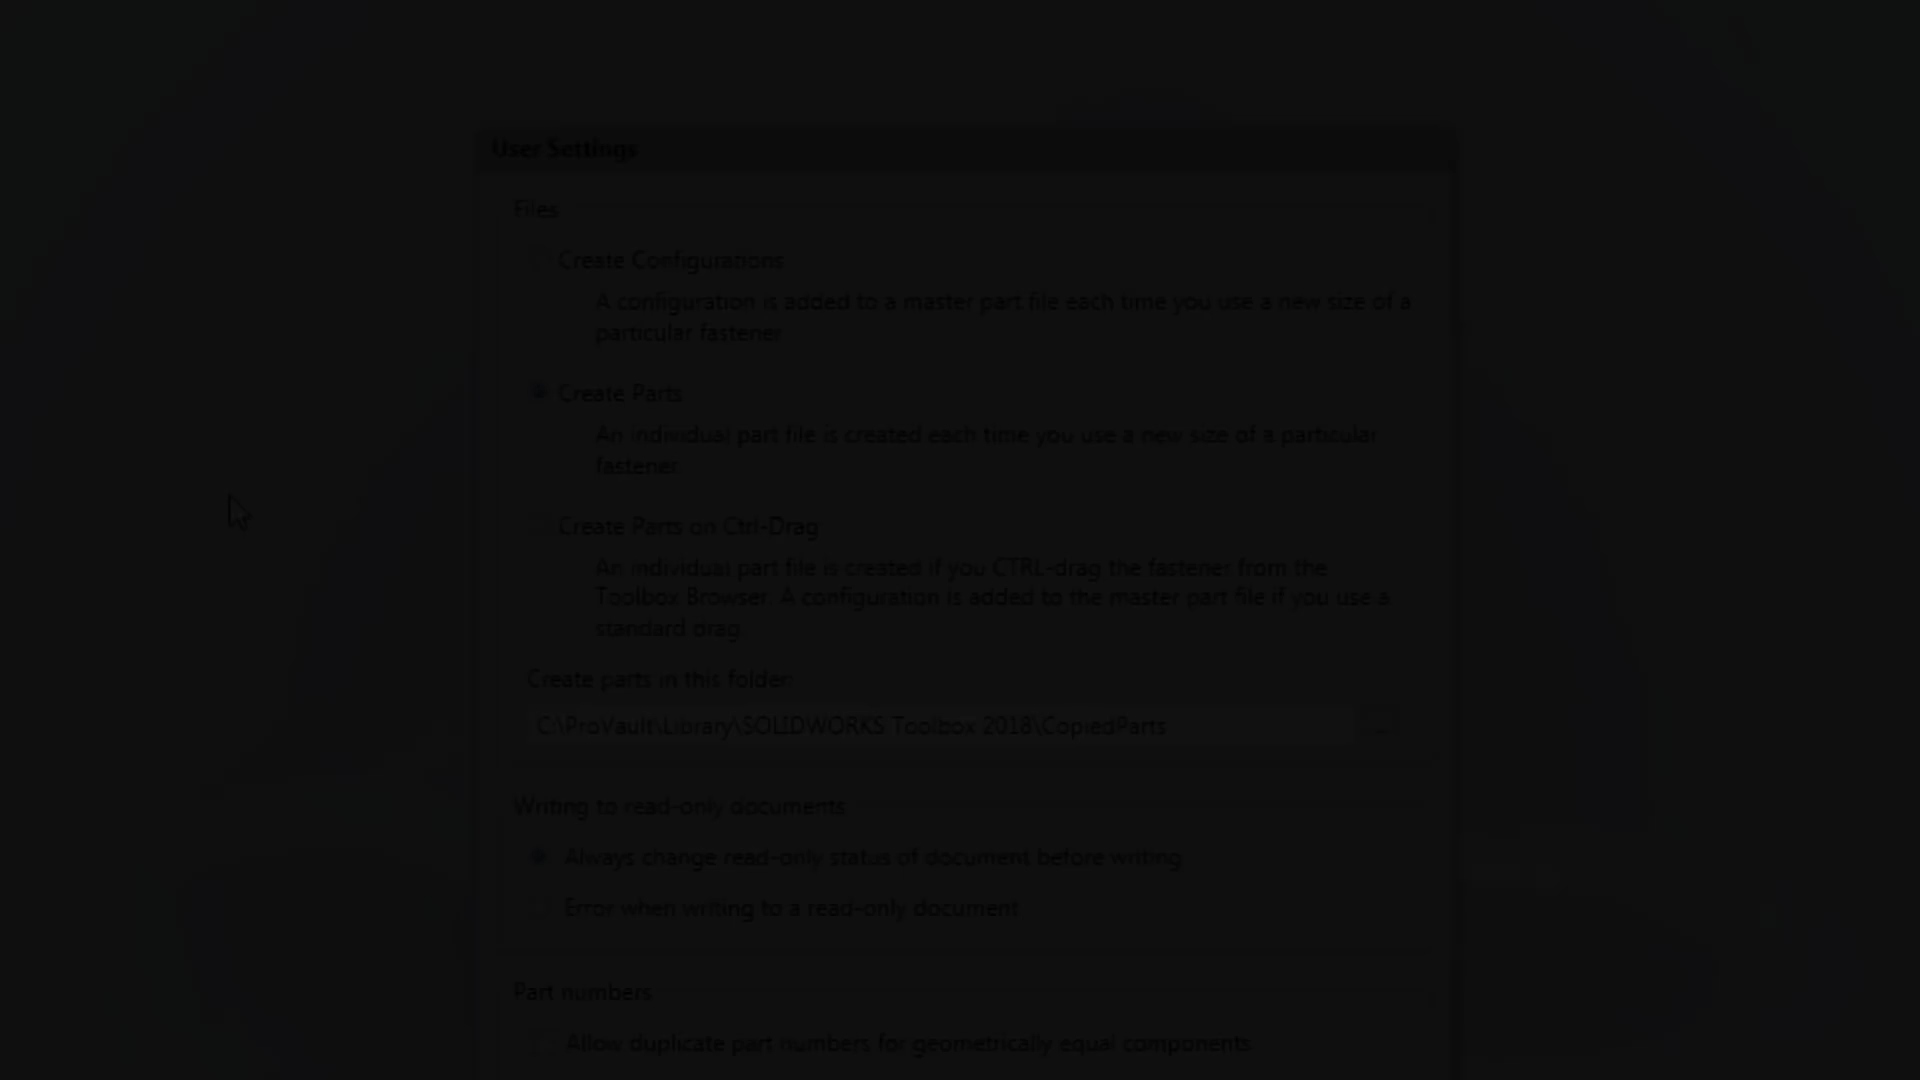 User Settings
Files
Create Configurations
A configuration is added to a master part file each time you use a new size of a
particular fastener
Create Parts
An individual part file is created each time you use a new size of a particular
fastener
Create Parts on Ctrl-Drag
An individual part file is created if you CTRL-drag the fastener from the
Toolbox Browser. A configuration is added to the master part file if you use a
standard drag.
Create parts in this folder:
C:\ProVault\Library\SOLIDWORKS Toolbox 2018\CopiedParts
...
Writing to read-only documents
Always change read-only status of document before writing
Error when writing to a read-only document
Part numbers
Allow duplicate part numbers for geometrically equal components